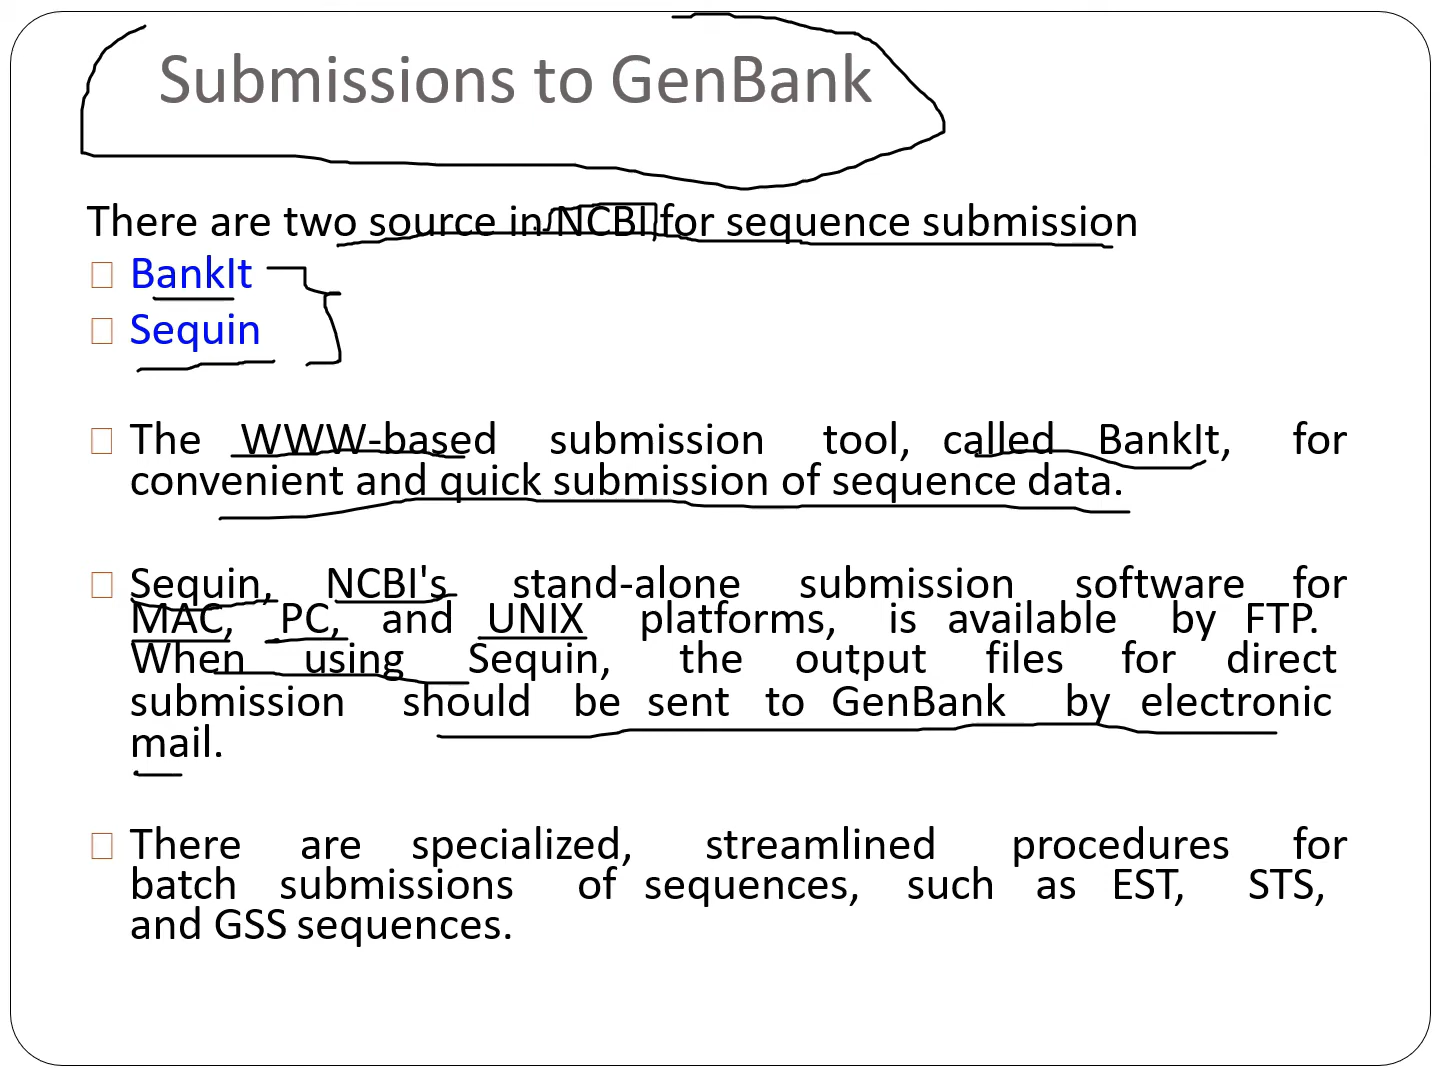 Submissions to GenBank
There are two source in NCBI for sequence submission
BankIt
Sequin
The WWW-based submission tool, called BankIt, for
convenient and quick submission of sequence data.
Sequin, NCBI's stand-alone submission software for
MAC, PC, and UNIX platforms, is available by FTP.
When using Sequin, the output files for direct
submission should be sent to GenBank by electronic
mail.
There are specialized, streamlined procedures for
batch submissions of sequences, such as EST, STS,
and GSS sequences.